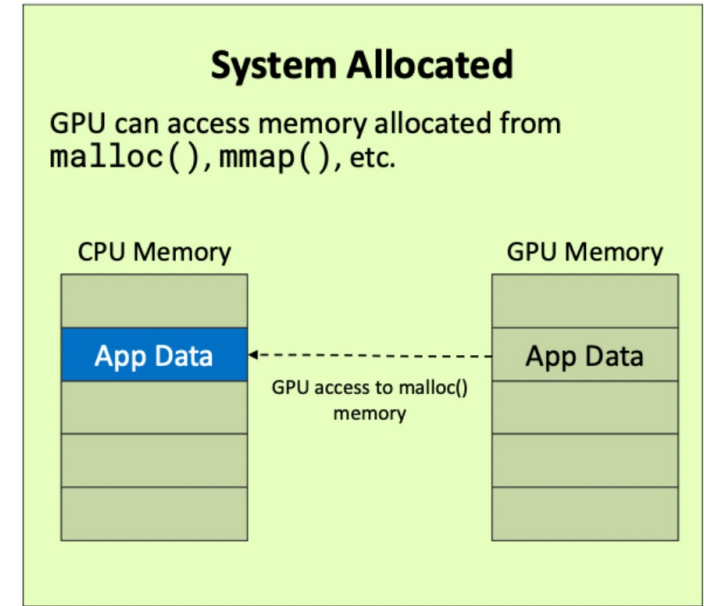 System Allocated
GPU can access memory allocated from
malloc(), mmap(), etc.
CPU Memory
GPU Memory
App Data
App Data
GPU access to malloc()
memory